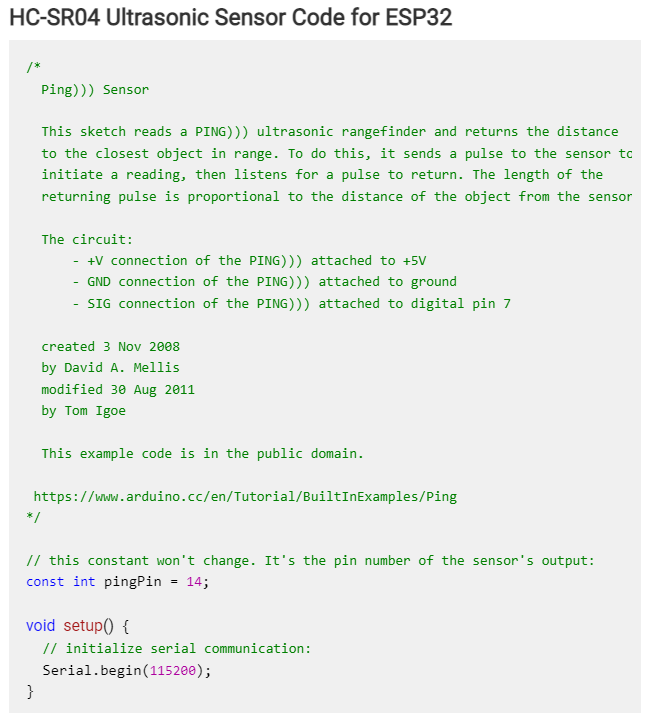 HC-SR04 Ultrasonic Sensor Code for ESP32
/*
Ping))) Sensor
This sketch reads a PING))) ultrasonic rangefinder and returns the distance
to the closest object in range. To do this, it sends a pulse to the sensor to
initiate a reading, then listens for a pulse to return. The length of the
returning pulse is proportional to the distance of the object from the sensor
The circuit:
- +V connection of the PING))) attached to +5V
- GND connection of the PING))) attached to ground
- SIG connection of the PING))) attached to digital pin 7
created 3 Nov 2008
by David A. Mellis
modified 30 Aug 2011
by Tom Igoe
This example code is in the public domain.
https://www.arduino.cc/en/Tutorial/BuiltInExamples/Ping
*/
// this constant won't change. It's the pin number of the sensor's output:
const int pingPin = 14;
void setup() {
// initialize serial communication:
Serial.begin(115200);
}